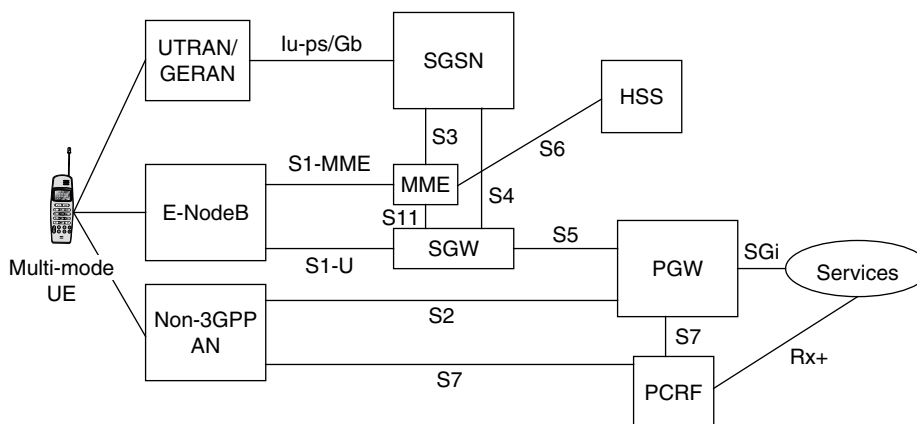 UTRAN/
GERAN
Iu-ps/Gb
SGSN
HSS
S3
S6
S1-MME
MME
S4
E-NodeB
S11
SGW
S5
S1-U
PGW
SGi
Services
Multi-mode
UE
Non-3GPP
AN
S2
S7
S7
PCRF
Rx+